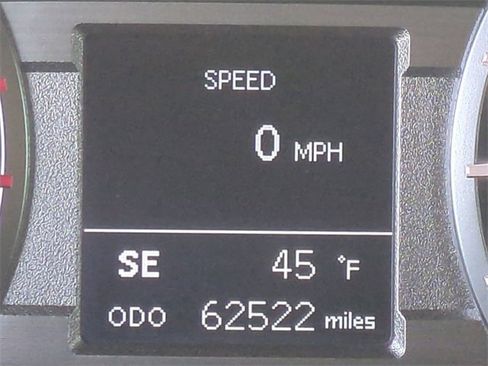 SPEED
0 MPH
SE 45 °F
ODO 62522 miles